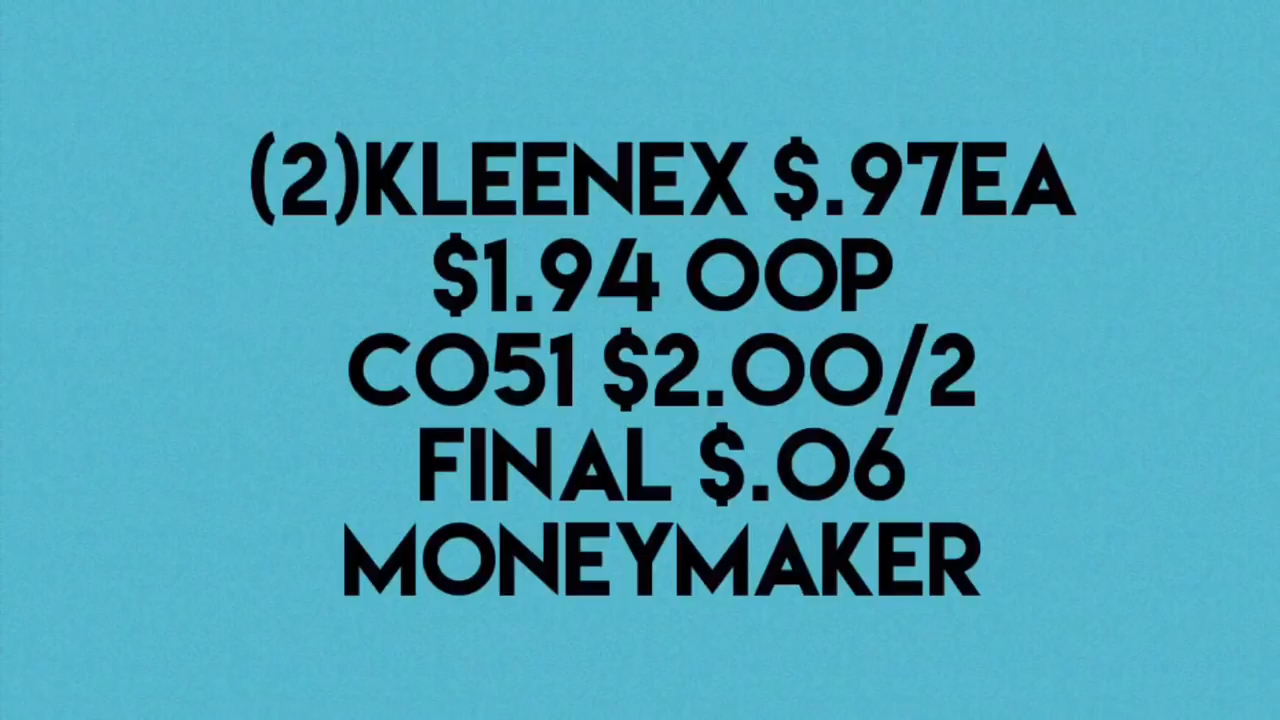 (2)KLEENEX $.97EA
$1.94 OOP
CO51 $2.00/2
FINAL $.06
MONEYMAKER